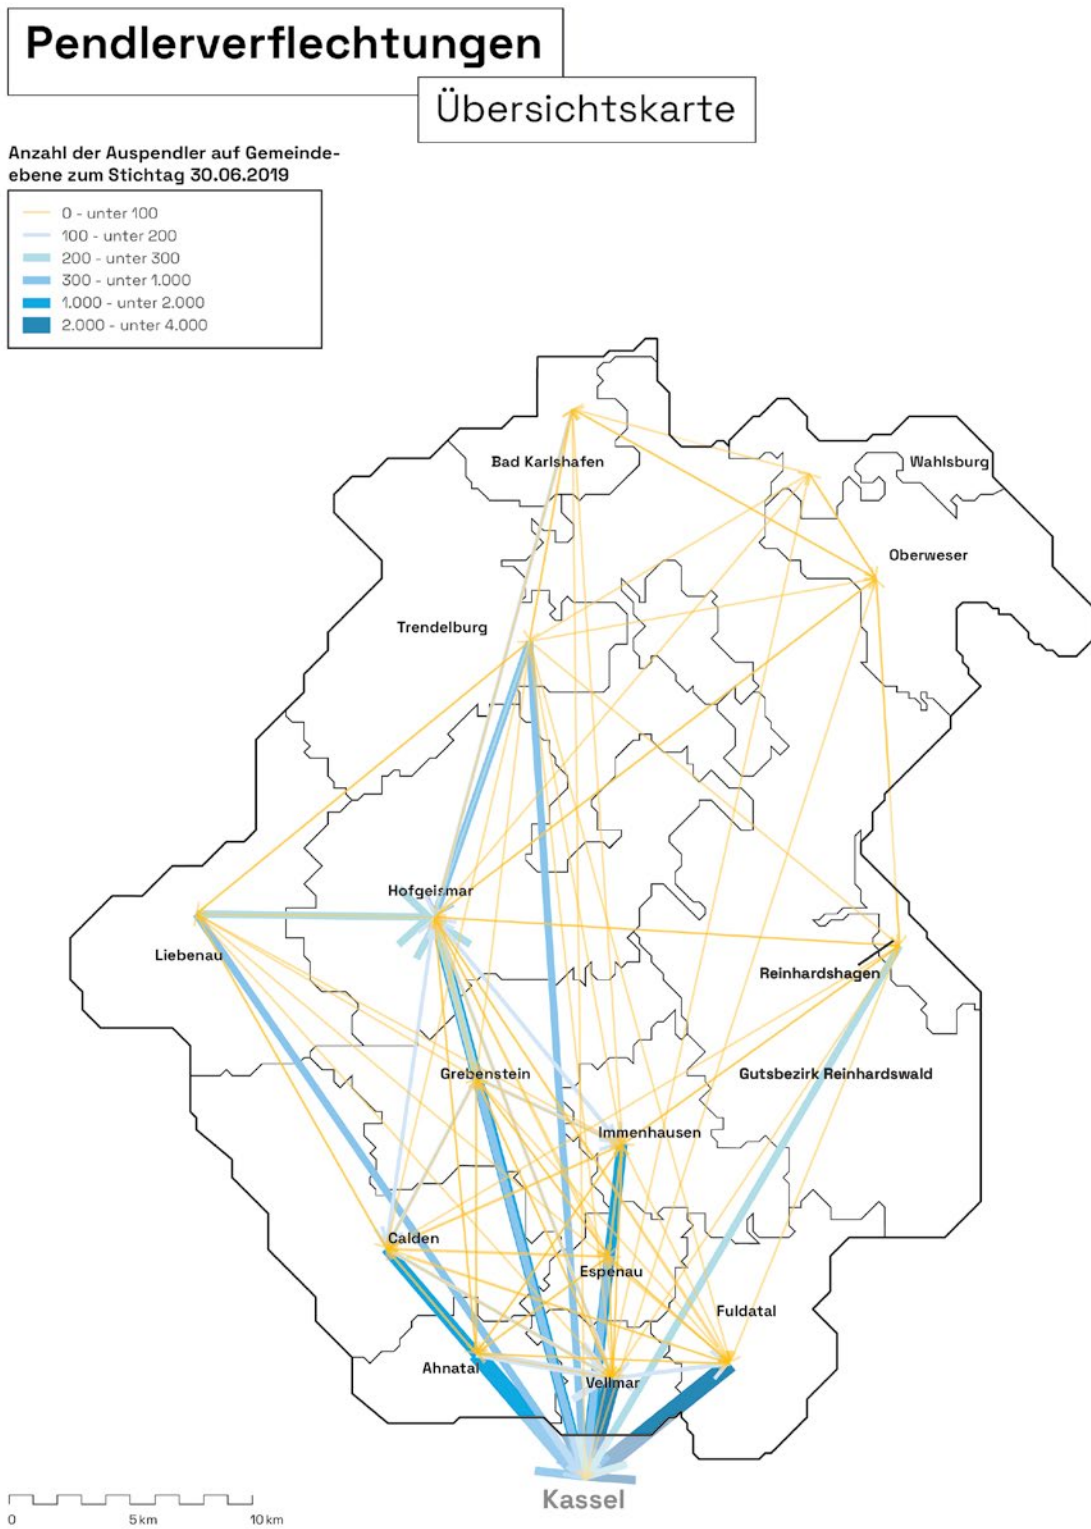 Pendlerverflechtungen
Übersichtskarte
Anzahl der Auspendler auf Gemeinde-
ebene zum Stichtag 30.06.2019
0 - unter 100
100 - unter 200
200 - unter 300
300 - unter 1.000
1.000 - unter 2.000
2.000 - unter 4.000
Bad Karlshafen
Wahlsburg
Oberweser
Trendelburg
Hofgeismar
Liebenau
Reinhardshagen
Grebenstein
Gutsbezirk Reinhardswald
Immenhausen
Calden
Espenau
Fuldatal
Ahnatal
Vellmar
Kassel
0 5 km 10 km